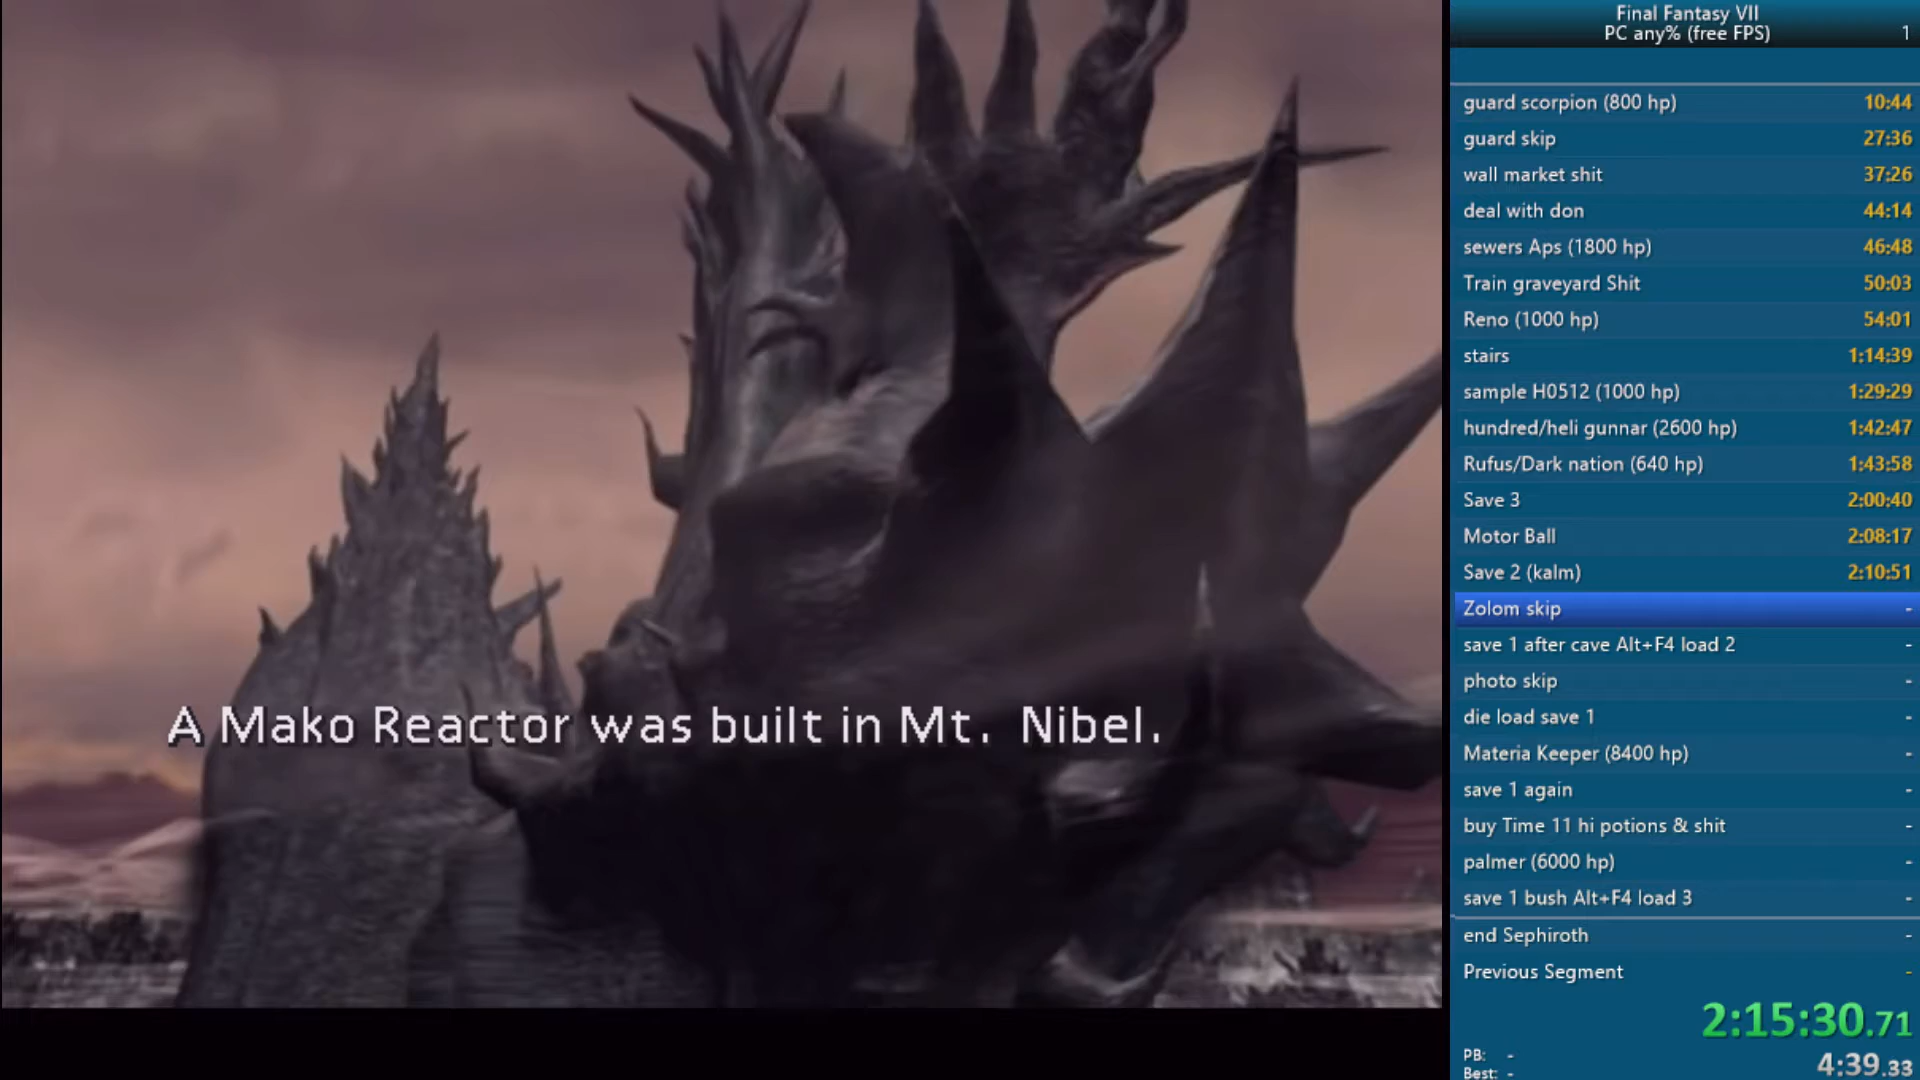 Final Fantasy VII
PC any% (free FPS) 1
guard scorpion (800 hp) 10:44
guard skip 27:36
wall market shit 37:26
deal with don 44:14
sewers Aps (1800 hp) 46:48
Train graveyard Shit 50:03
Reno (1000 hp) 54:01
stairs 1:14:39
sample H0512 (1000 hp) 1:29:29
hundred/heli gunnar (2600 hp) 1:42:47
Rufus/Dark nation (640 hp) 1:43:58
Save 3 2:00:40
Motor Ball 2:08:17
Save 2 (kalm) 2:10:51
Zolom skip -
save 1 after cave Alt+F4 load 2 -
photo skip -
die load save 1 -
Materia Keeper (8400 hp) -
save 1 again -
buy Time 11 hi potions & shit -
palmer (6000 hp) -
save 1 bush Alt+F4 load 3 -
end Sephiroth -
Previous Segment -
2:15:30.71
PB: -
Best: - 4:39.33
A Mako Reactor was built in Mt. Nibel.